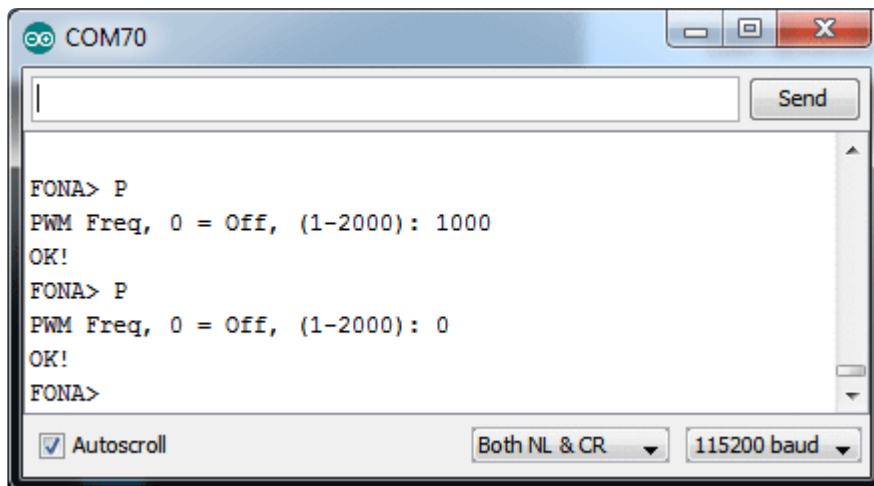 COM70
Send
FONA> P
PWM Freq, 0 = Off, (1-2000): 1000
OK!
FONA> P
PWM Freq, 0 = Off, (1-2000): 0
OK!
FONA>
Autoscroll
Both NL & CR
115200 baud